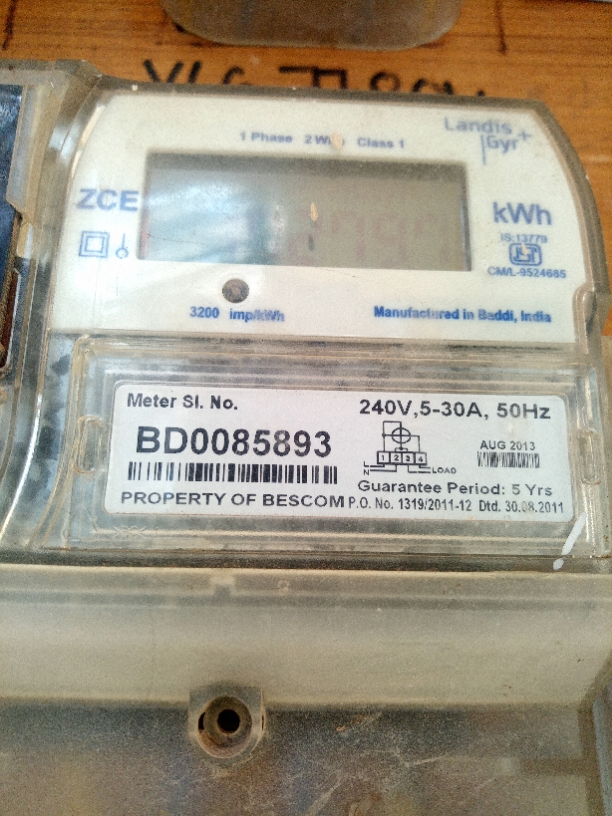 1 Phase 2 Wire Class 1
Landis
Gyr+
ZCE
kWh
IS:13779
CM/L-9524685
3200 imp/kWh
Manufactured in Baddi, India
Meter Sl. No.
240V,5-30A, 50Hz
BD0085893
AUG 2013
1 2 3 4
L
N
LOAD
Guarantee Period: 5 Yrs
PROPERTY OF BESCOM
P.O. No. 1319/2011-12 Dtd. 30.08.2011